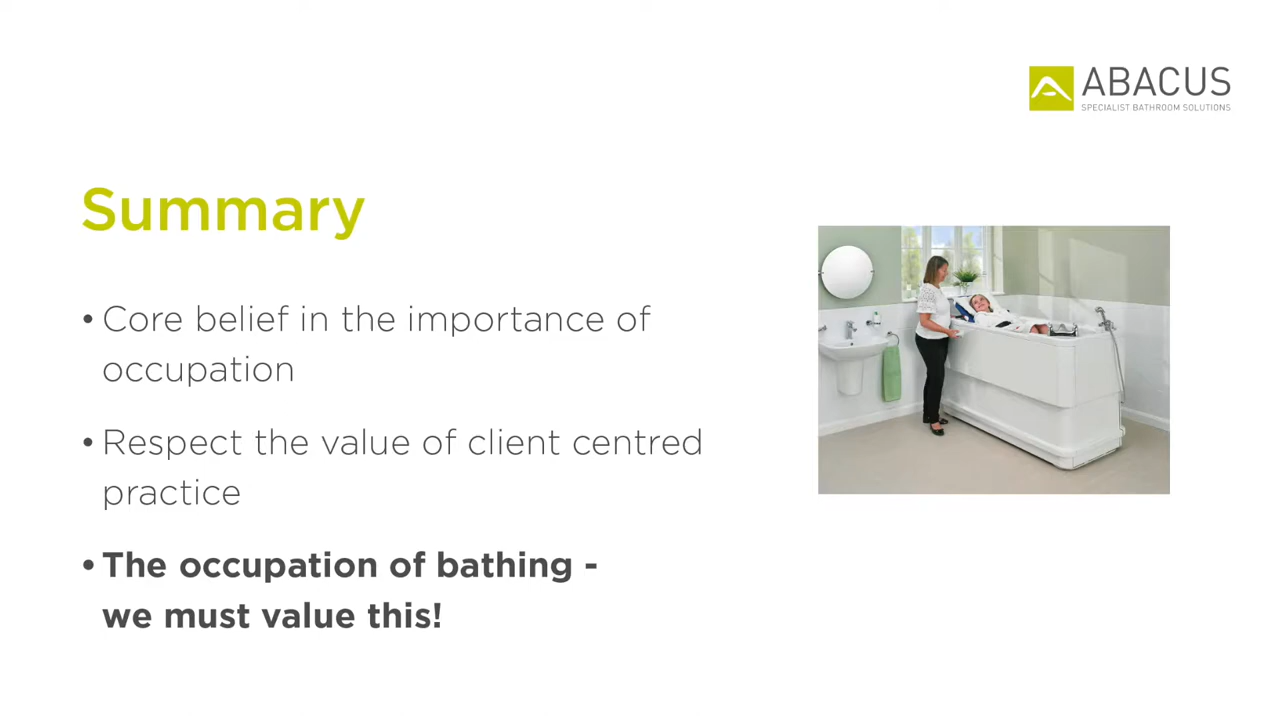 ABACUS
SPECIALIST BATHROOM SOLUTIONS
Summary
• Core belief in the importance of
occupation
• Respect the value of client centred
practice
• The occupation of bathing -
we must value this!